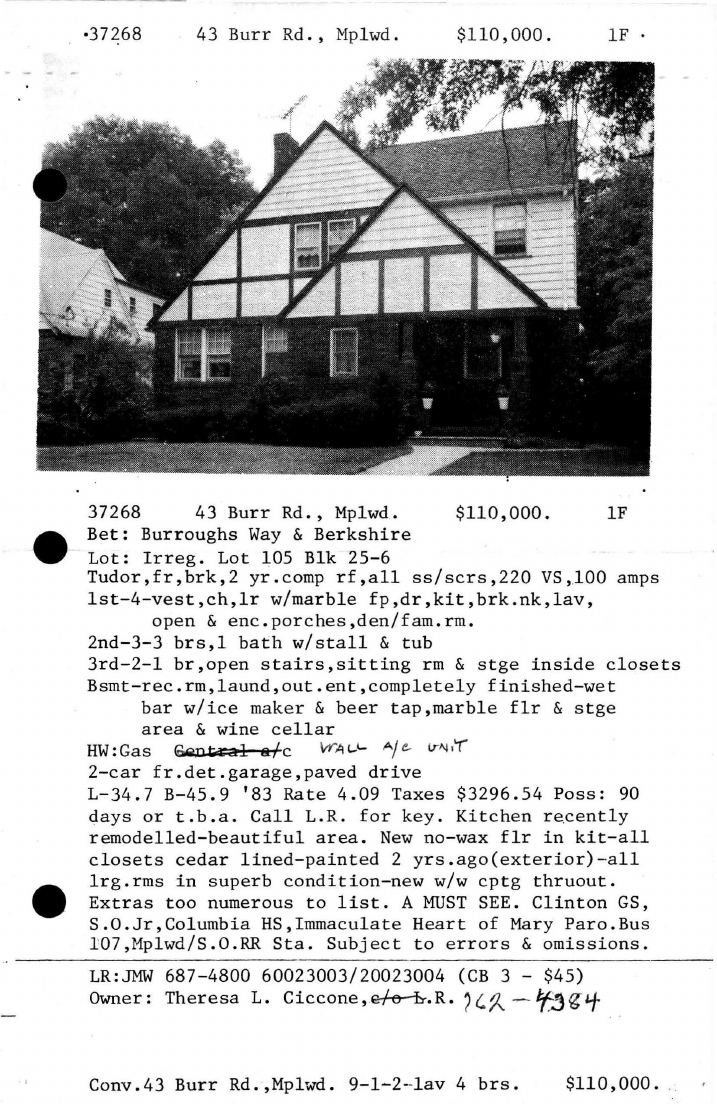 37268 43 Burr Rd., Mplwd. $110,000. 1F
37268 43 Burr Rd., Mplwd. $110,000. 1F
Bet: Burroughs Way & Berkshire
Lot: Irreg. Lot 105 Blk 25-6
Tudor,fr,brk,2 yr.comp rf,all ss/scrs,220 VS,100 amps
1st-4-vest,ch,lr w/marble fp,dr,kit,brk.nk,lav,
open & enc.porches,den/fam.rm.
2nd-3-3 brs,1 bath w/stall & tub
3rd-2-1 br,open stairs,sitting rm & stge inside closets
Bsmt-rec.rm,laund,out.ent,completely finished-wet
bar w/ice maker & beer tap,marble flr & stge
area & wine cellar
HW:Gas Central a/c WALL A/C UNIT
2-car fr.det.garage,paved drive
L-34.7 B-45.9 '83 Rate 4.09 Taxes $3296.54 Poss: 90
days or t.b.a. Call L.R. for key. Kitchen recently
remodelled-beautiful area. New no-wax flr in kit-all
closets cedar lined-painted 2 yrs.ago(exterior)-all
lrg.rms in superb condition-new w/w cptg thruout.
Extras too numerous to list. A MUST SEE. Clinton GS,
S.O.Jr,Columbia HS,Immaculate Heart of Mary Paro.Bus
107,Mplwd/S.O.RR Sta. Subject to errors & omissions.
LR:JMW 687-4800 60023003/20023004 (CB 3 - $45)
Owner: Theresa L. Ciccone,c/o L.R. 762-4384
Conv.43 Burr Rd.,Mplwd. 9-1-2-lav 4 brs. $110,000.